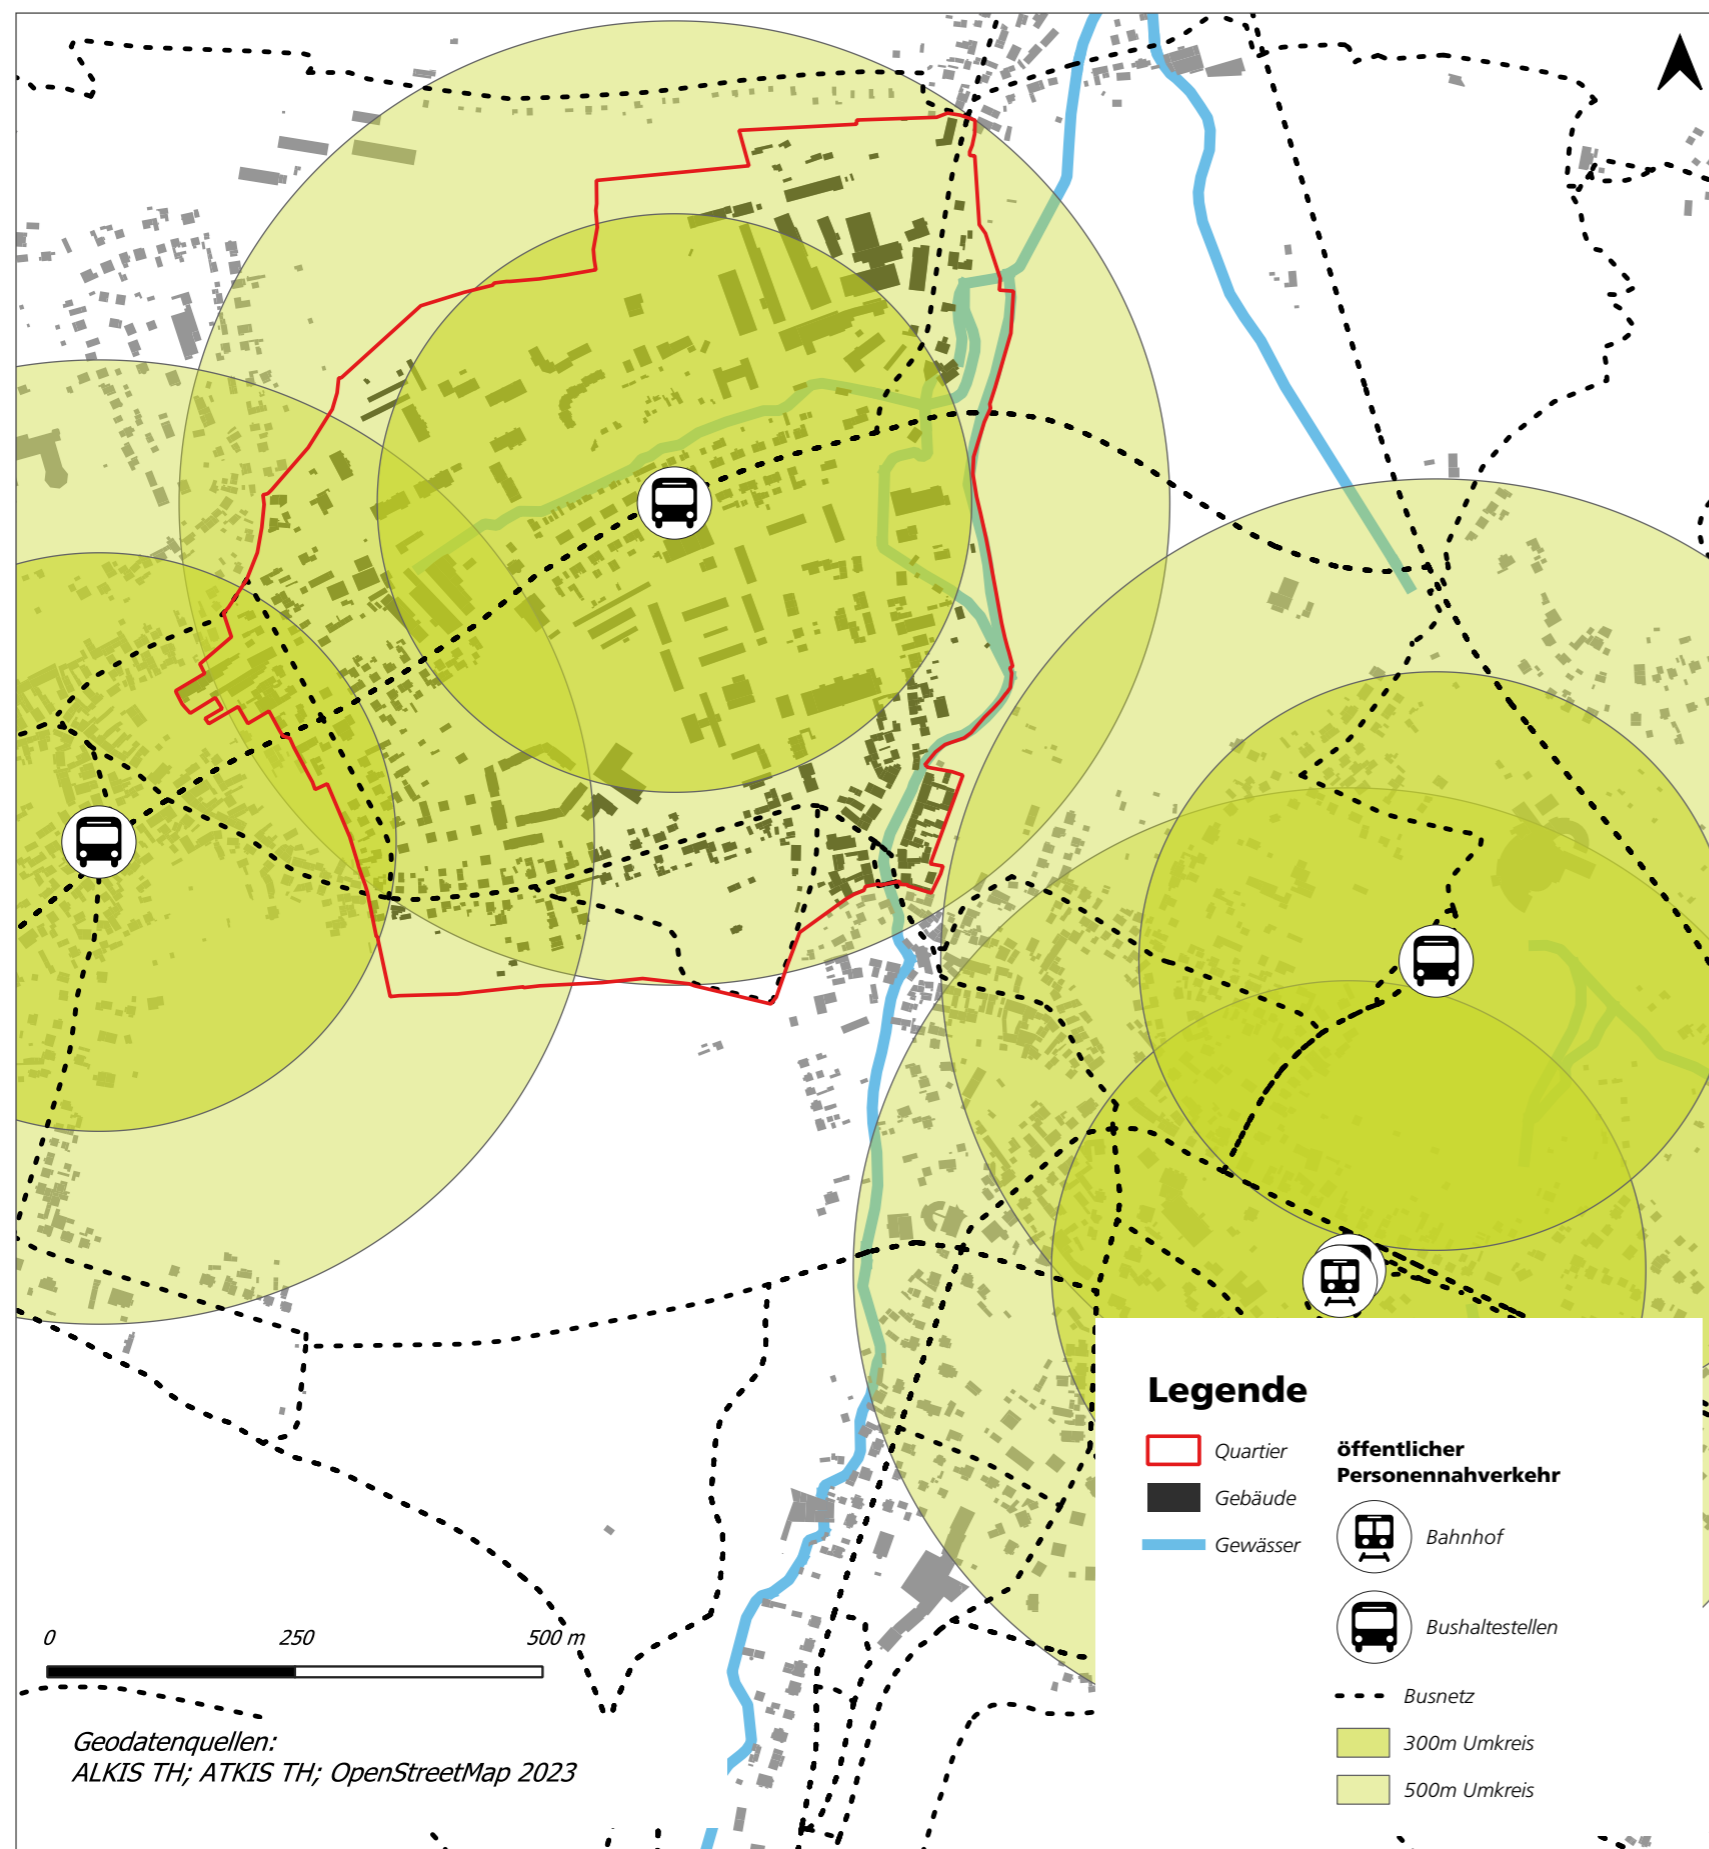 Legende
Quartier
Gebäude
Gewässer
öffentlicher
Personennahverkehr
Bahnhof
Bushaltestellen
Busnetz
300m Umkreis
500m Umkreis
0 250 500 m
Geodatenquellen:
ALKIS TH; ATKIS TH; OpenStreetMap 2023